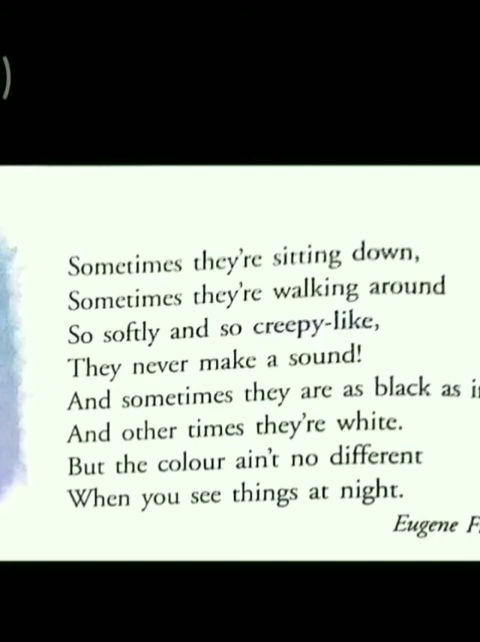 Sometimes they're sitting down,
Sometimes they're walking around
So softly and so creepy-like,
They never make a sound!
And sometimes they are as black as
And other times they're white.
But the colour ain't no different
When you see things at night.
Eugene